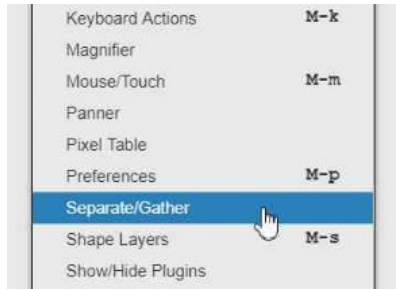 Keyboard Actions M-k
Magnifier
Mouse/Touch M-m
Panner
Pixel Table
Preferences M-p
Separate/Gather
Shape Layers M-s
Show/Hide Plugins